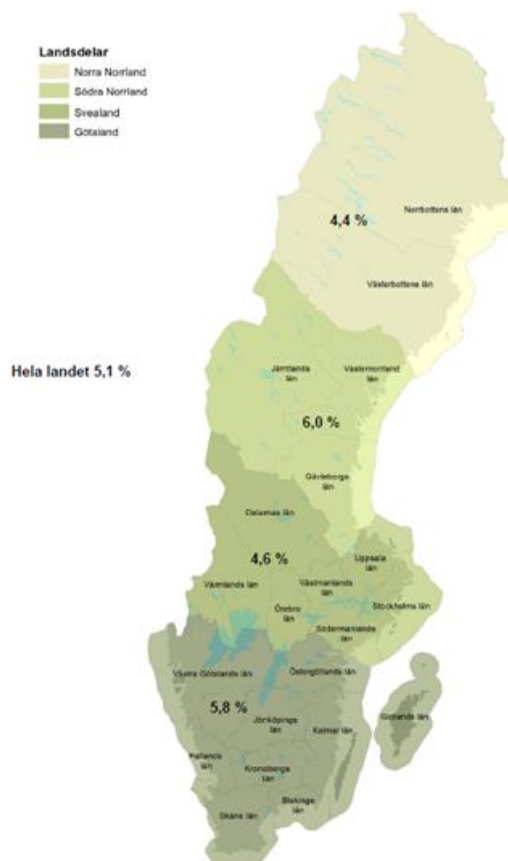 Landsdelar
Norra Norrland
Södra Norrland
Svealand
Götaland
Norrbottens län
4,4 %
Västerbottens län
Hela landet 5,1 %
Jämtlands
län
Västernorrland
län
6,0 %
Gävleborgs
län
Dalarnas län
4,6 %
Uppsala
län
Värmlands län
Västmanlands
län
Stockholms län
Örebro
län
Södermanlands
län
Västra Götalands län
Östergötlands län
5,8 %
Gotlands län
Jönköpings
län
Kalmar län
Hallands
län
Kronobergs
län
Blekinge
län
Skåne län